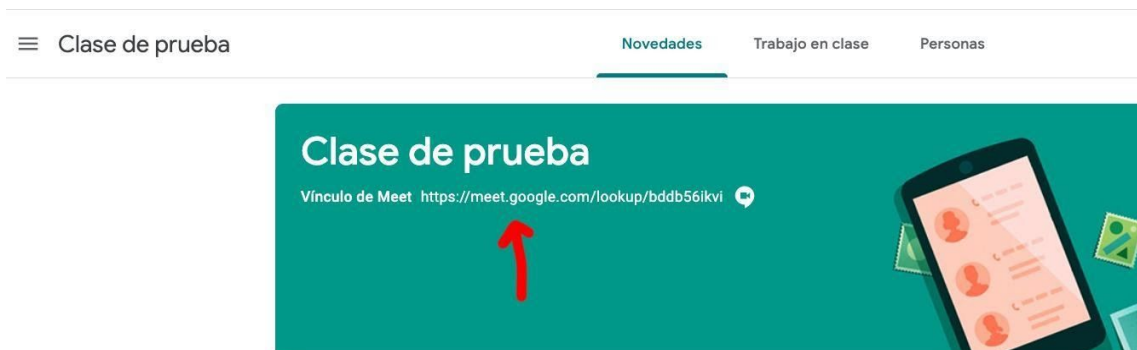 Clase de prueba
Novedades Trabajo en clase Personas
Clase de prueba
Vínculo de Meet https://meet.google.com/lookup/bddb56ikvi